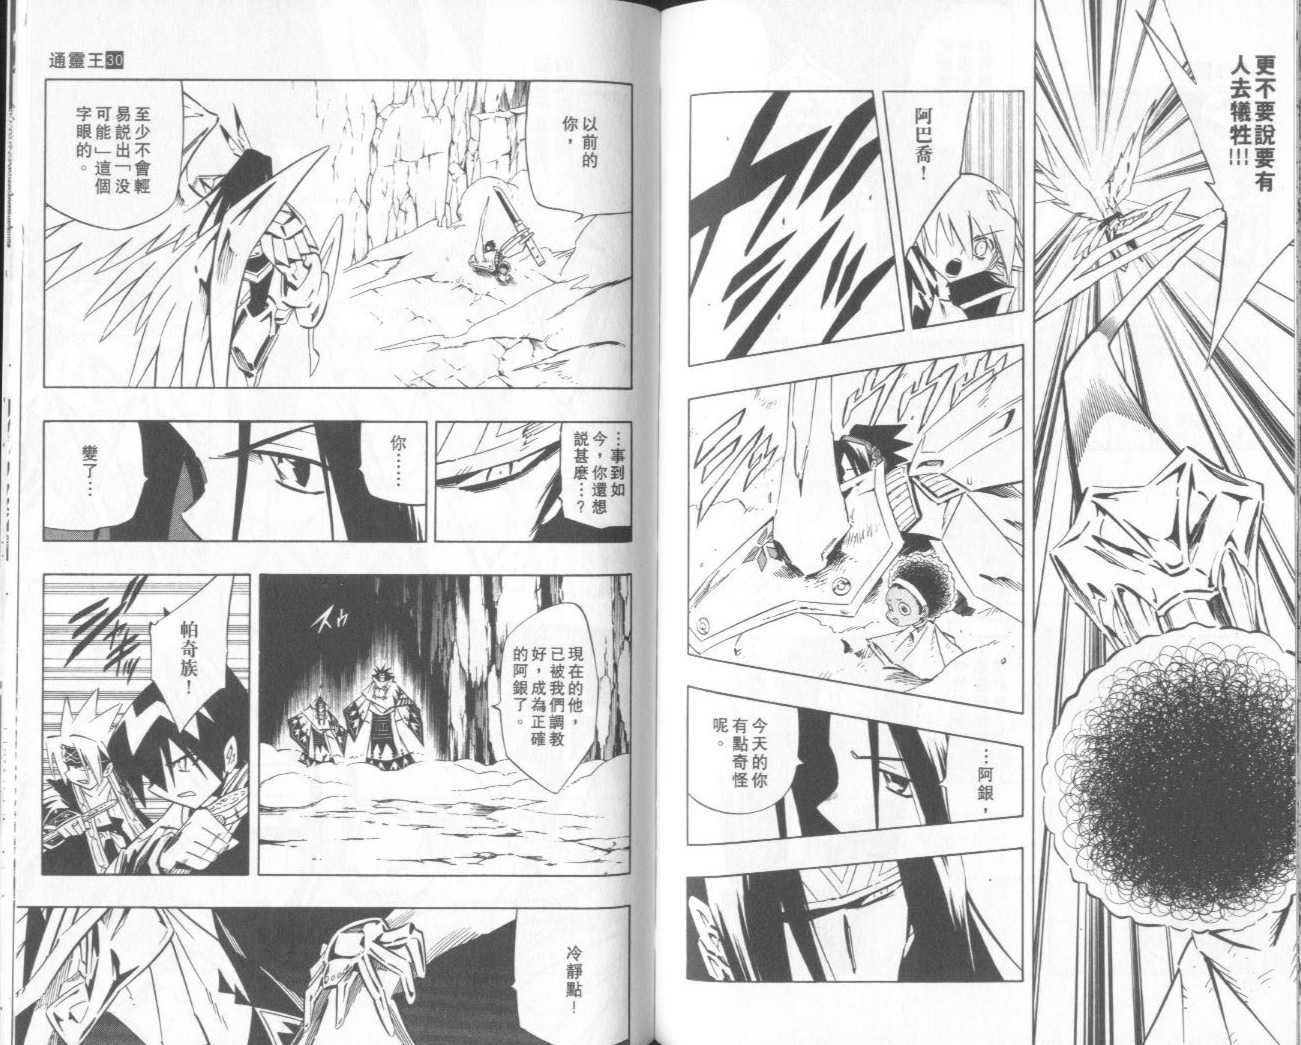 更不要說要有
人去犧牲!!!
阿巴喬！
…阿銀，
今天的你
有點奇怪
呢。
通靈王30
以前的
你，
至少不會輕
易說出「沒
可能」這個
字眼的。
…事到如
今，你還想
說甚麽…？
你……
變了…
現在的他，
已被我們調教
好，成為正確
的阿銀了。
スゥ
帕奇族！
冷靜點！